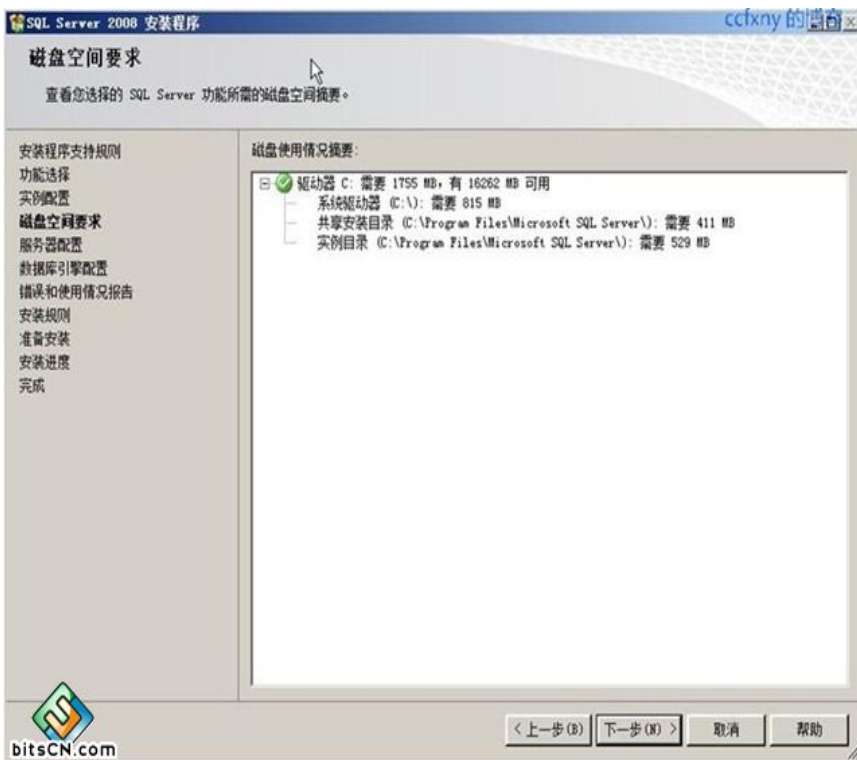 SQL Server 2008 安装程序
ccfxny 的博客
磁盘空间要求
查看您选择的 SQL Server 功能所需的磁盘空间摘要。
安装程序支持规则
功能选择
实例配置
磁盘空间要求
服务器配置
数据库引擎配置
错误和使用情况报告
安装规则
准备安装
安装进度
完成
磁盘使用情况摘要:
驱动器 C: 需要 1755 MB，有 16262 MB 可用
系统驱动器 (C:\): 需要 815 MB
共享安装目录 (C:\Program Files\Microsoft SQL Server\): 需要 411 MB
实例目录 (C:\Program Files\Microsoft SQL Server\): 需要 529 MB
< 上一步(B)
下一步(N) >
取消
帮助
bitsCN.com